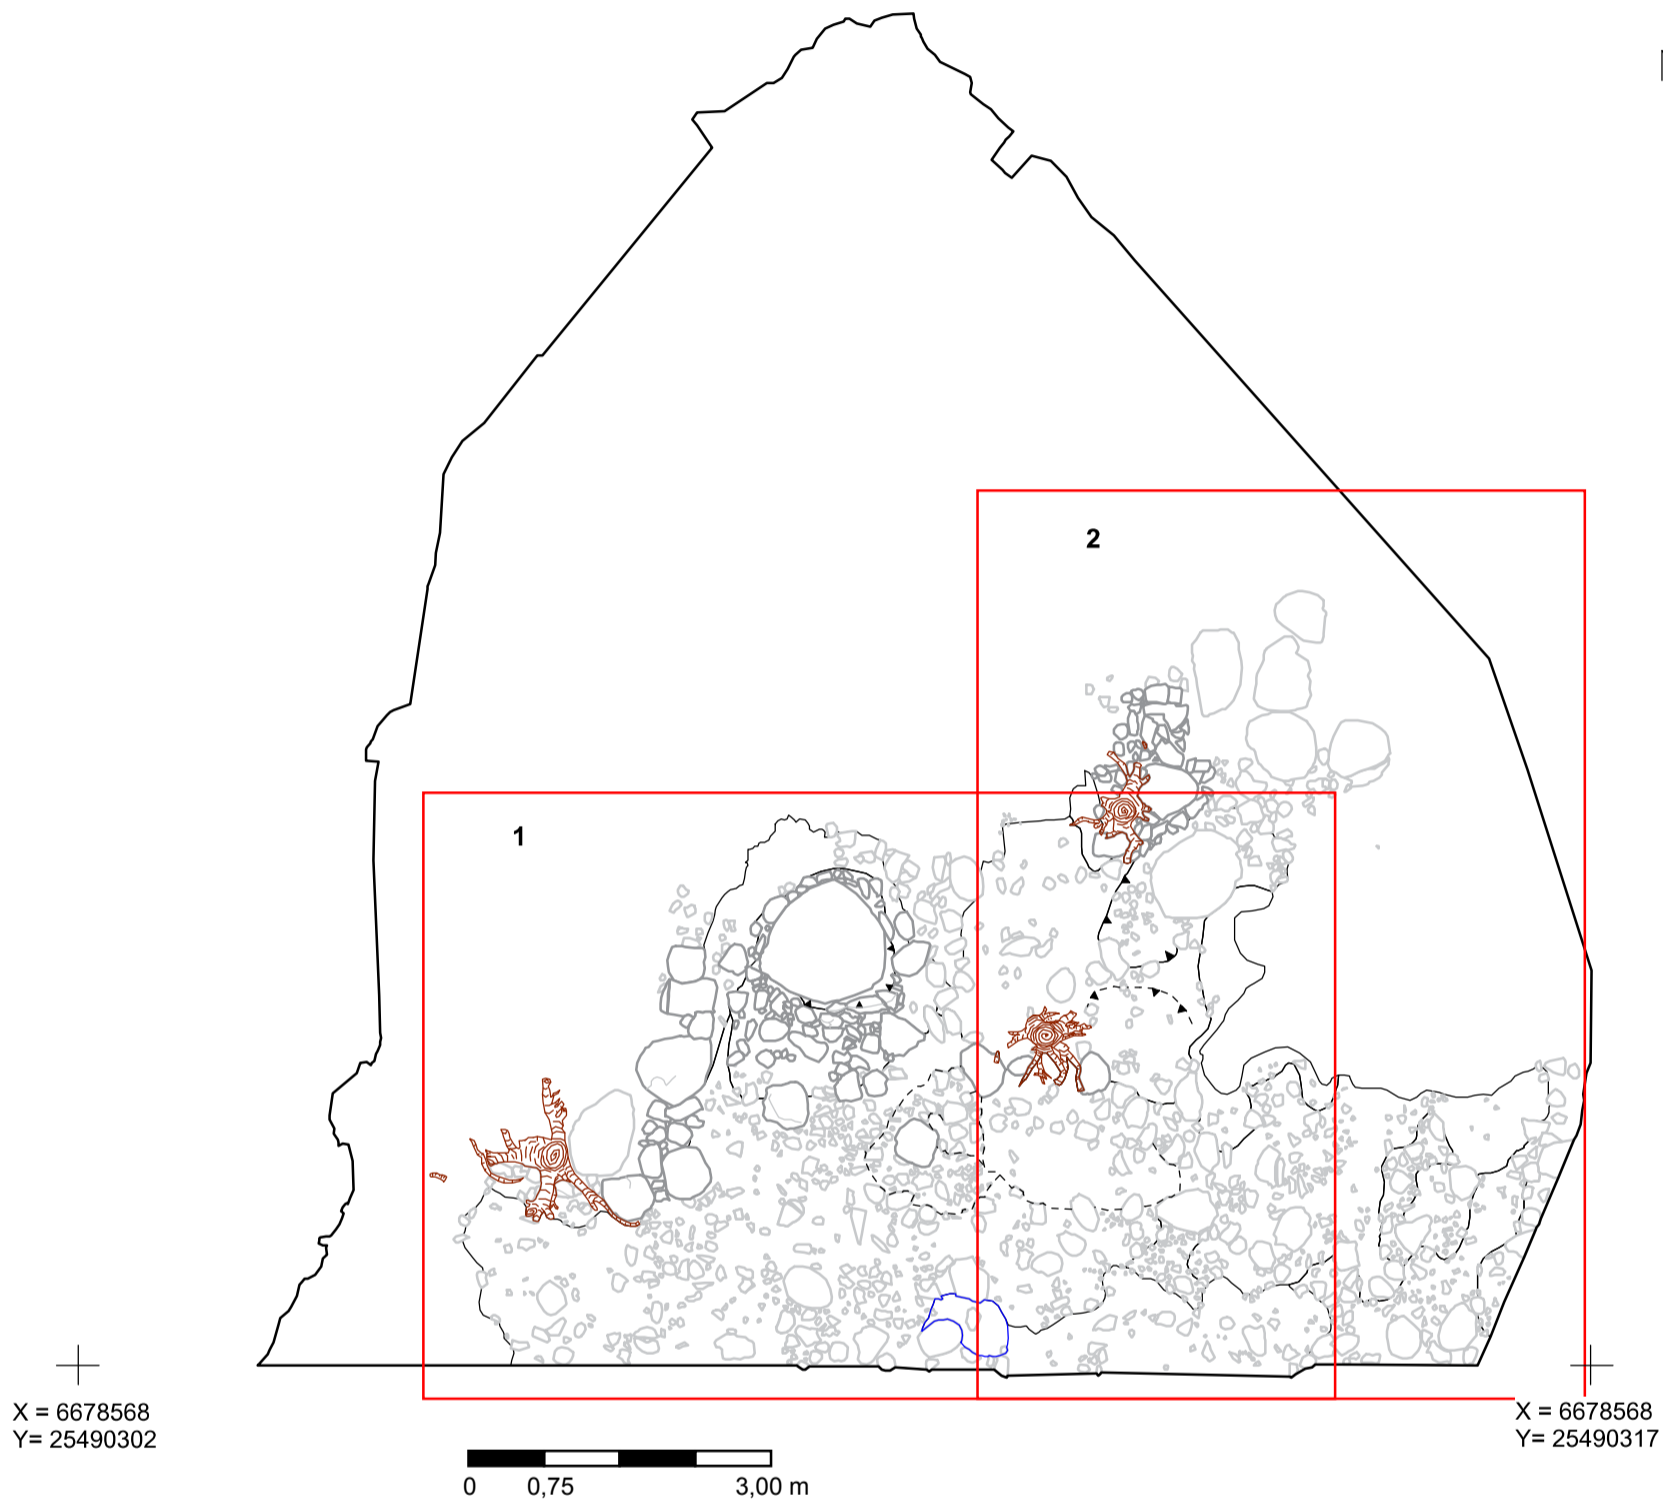 2
1
X = 6678568
Y= 25490302
X = 6678568
Y= 25490317
0 0,75 3,00 m